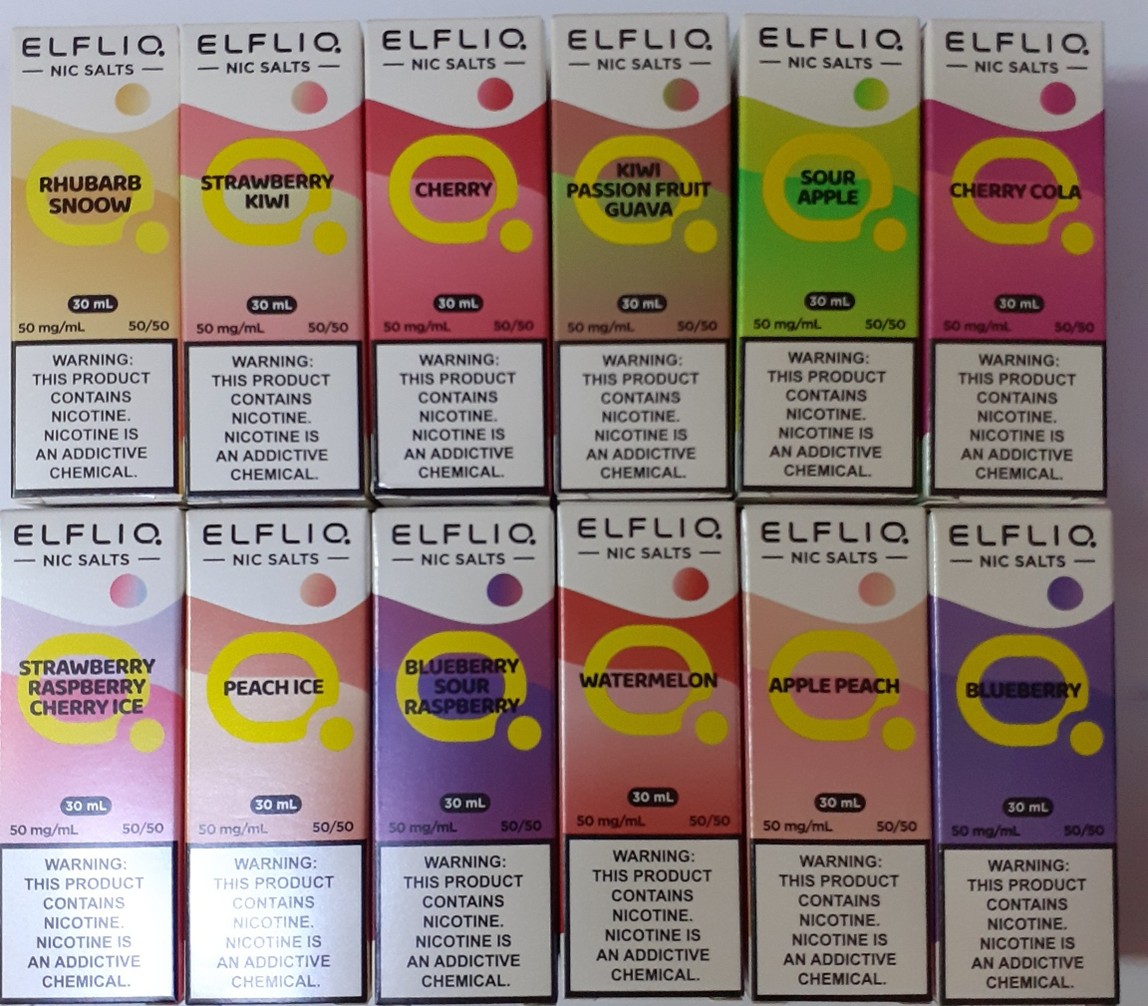 ELFLIQ
NIC SALTS
RHUBARB
SNOOW
30 mL
50 mg/mL 50/50
WARNING:
THIS PRODUCT
CONTAINS
NICOTINE.
NICOTINE IS
AN ADDICTIVE
CHEMICAL.
ELFLIQ
NIC SALTS
STRAWBERRY
KIWI
30 mL
50 mg/mL 50/50
WARNING:
THIS PRODUCT
CONTAINS
NICOTINE.
NICOTINE IS
AN ADDICTIVE
CHEMICAL.
ELFLIQ
NIC SALTS
CHERRY
30 mL
50 mg/mL 50/50
WARNING:
THIS PRODUCT
CONTAINS
NICOTINE.
NICOTINE IS
AN ADDICTIVE
CHEMICAL.
ELFLIQ
NIC SALTS
KIWI
PASSION FRUIT
GUAVA
30 mL
50 mg/mL 50/50
WARNING:
THIS PRODUCT
CONTAINS
NICOTINE.
NICOTINE IS
AN ADDICTIVE
CHEMICAL.
ELFLIQ
NIC SALTS
SOUR
APPLE
30 mL
50 mg/mL 50/50
WARNING:
THIS PRODUCT
CONTAINS
NICOTINE.
NICOTINE IS
AN ADDICTIVE
CHEMICAL.
ELFLIQ
NIC SALTS
CHERRY COLA
30 mL
50 mg/mL 50/50
WARNING:
THIS PRODUCT
CONTAINS
NICOTINE.
NICOTINE IS
AN ADDICTIVE
CHEMICAL.
ELFLIQ
NIC SALTS
STRAWBERRY
RASPBERRY
CHERRY ICE
30 mL
50 mg/mL 50/50
WARNING:
THIS PRODUCT
CONTAINS
NICOTINE.
NICOTINE IS
AN ADDICTIVE
CHEMICAL.
ELFLIQ
NIC SALTS
PEACH ICE
30 mL
50 mg/mL 50/50
WARNING:
THIS PRODUCT
CONTAINS
NICOTINE.
NICOTINE IS
AN ADDICTIVE
CHEMICAL.
ELFLIQ
NIC SALTS
BLUEBERRY
SOUR
RASPBERRY
30 mL
50 mg/mL 50/50
WARNING:
THIS PRODUCT
CONTAINS
NICOTINE.
NICOTINE IS
AN ADDICTIVE
CHEMICAL.
ELFLIQ
NIC SALTS
WATERMELON
30 mL
50 mg/mL 50/50
WARNING:
THIS PRODUCT
CONTAINS
NICOTINE.
NICOTINE IS
AN ADDICTIVE
CHEMICAL.
ELFLIQ
NIC SALTS
APPLE PEACH
30 mL
50 mg/mL 50/50
WARNING:
THIS PRODUCT
CONTAINS
NICOTINE.
NICOTINE IS
AN ADDICTIVE
CHEMICAL.
ELFLIQ
NIC SALTS
BLUEBERRY
30 mL
50 mg/mL 50/50
WARNING:
THIS PRODUCT
CONTAINS
NICOTINE.
NICOTINE IS
AN ADDICTIVE
CHEMICAL.